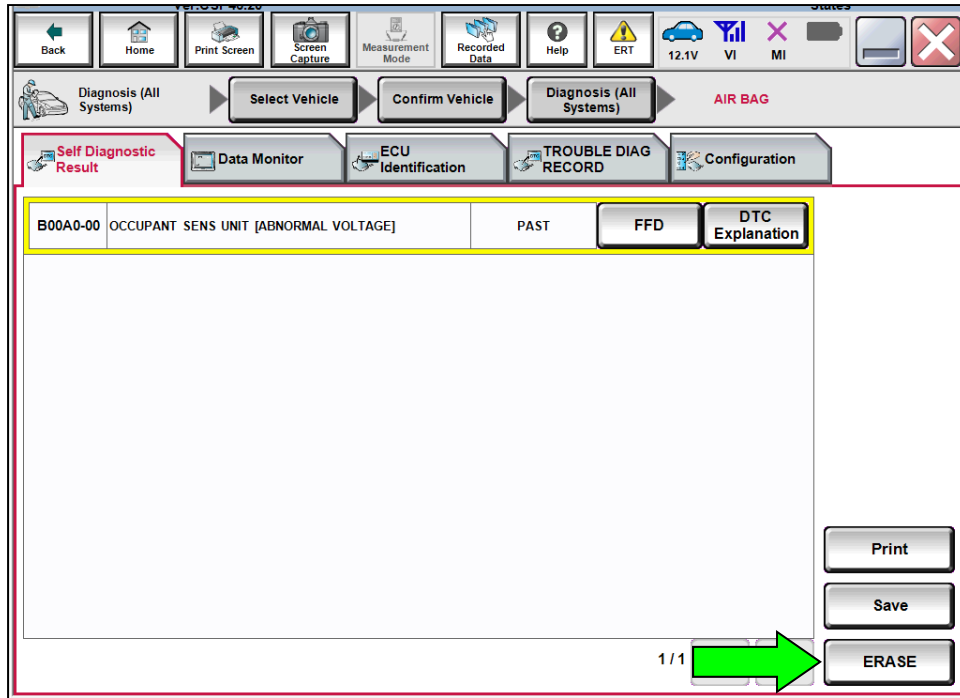 Back
Home
Print Screen
Screen
Capture
Measurement
Mode
Recorded
Data
Help
ERT
12.1V
VI
MI
Diagnosis (All
Systems)
Select Vehicle
Confirm Vehicle
Diagnosis (All
Systems)
AIR BAG
Self Diagnostic
Result
Data Monitor
ECU
Identification
TROUBLE DIAG
RECORD
Configuration
B00A0-00 OCCUPANT SENS UNIT [ABNORMAL VOLTAGE] PAST FFD DTC
Explanation
Print
Save
1 / 1
ERASE